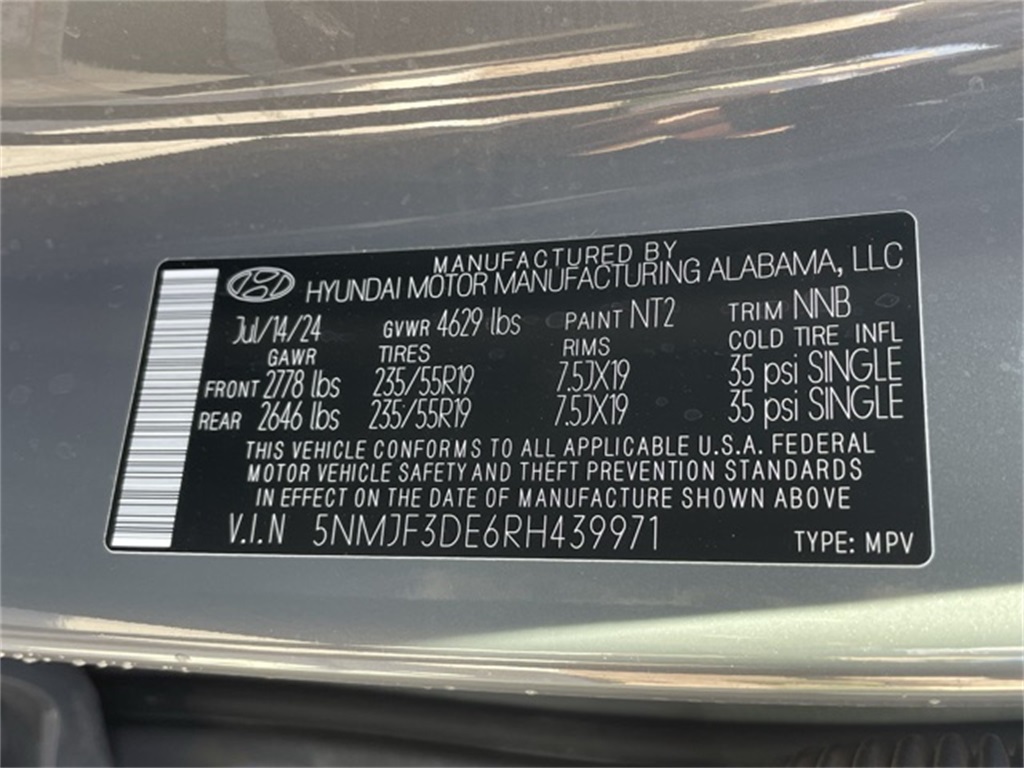 MANUFACTURED BY
HYUNDAI MOTOR MANUFACTURING ALABAMA, LLC
Jul/14/24 GVWR 4629 lbs PAINT NT2 TRIM NNB
GAWR TIRES RIMS COLD TIRE INFL
FRONT 2778 lbs 235/55R19 7.5JX19 35 psi SINGLE
REAR 2646 lbs 235/55R19 7.5JX19 35 psi SINGLE
THIS VEHICLE CONFORMS TO ALL APPLICABLE U.S.A. FEDERAL
MOTOR VEHICLE SAFETY AND THEFT PREVENTION STANDARDS
IN EFFECT ON THE DATE OF MANUFACTURE SHOWN ABOVE
V.I.N 5NMJF3DE6RH439971 TYPE: MPV